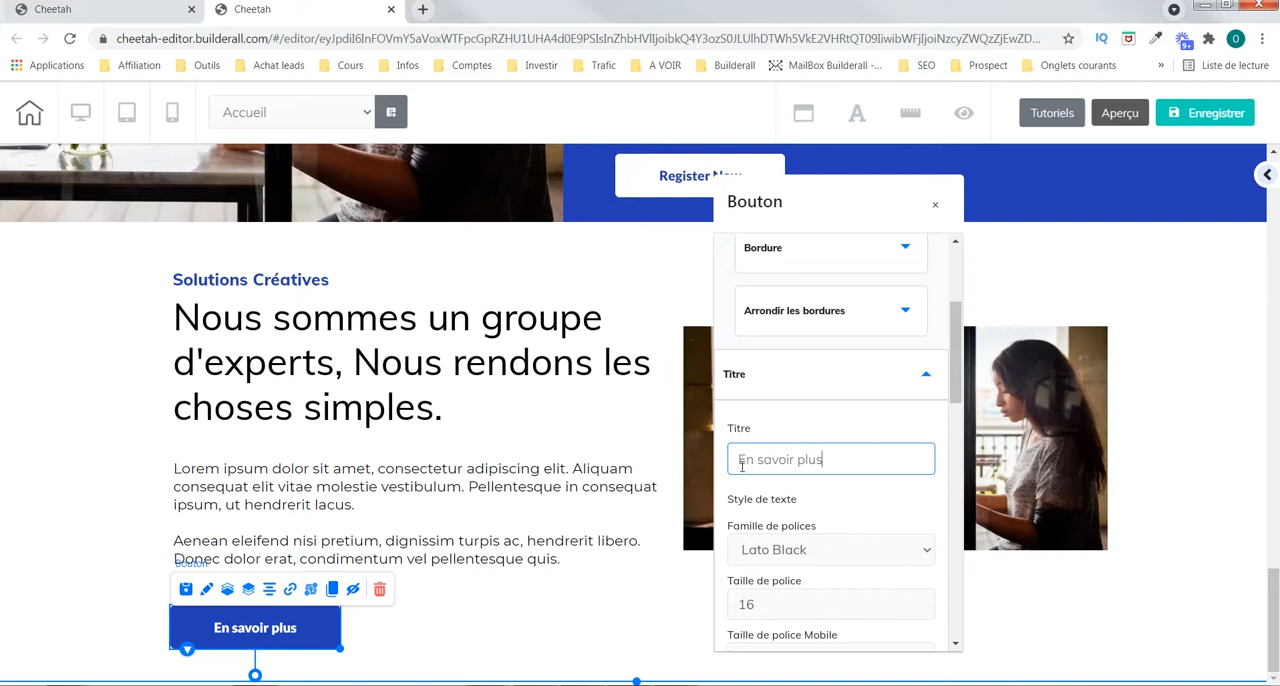 Cheetah
Cheetah
cheetah-editor.builderall.com/#/editor/eyJpdiI6InFOVmY5aVoxWTFpcGpRZHU1UHA4d0E9PSIsInZhbHVlIjoibkQ4Y3ozS0JLUlhDTWh5VkE2VHRtQT09IiwibWFjIjoiNzcyZWQzZjEwZD...
Applications Affiliation Outils Achat leads Cours Infos Comptes Investir Trafic A VOIR Builderall MailBox Builderall -... SEO Prospect Onglets courants » Liste de lecture
Accueil
Tutoriels Aperçu Enregistrer
Register Now
Bouton
Bordure
Arrondir les bordures
Titre
Titre
En savoir plus
Style de texte
Famille de polices
Lato Black
Taille de police
16
Taille de police Mobile
Solutions Créatives
Nous sommes un groupe
d'experts, Nous rendons les
choses simples.
Lorem ipsum dolor sit amet, consectetur adipiscing elit. Aliquam
consequat elit vitae molestie vestibulum. Pellentesque in consequat
ipsum, ut hendrerit lacus.
Aenean eleifend nisi pretium, dignissim turpis ac, hendrerit libero.
Donec dolor erat, condimentum vel pellentesque quis.
Bouton
En savoir plus